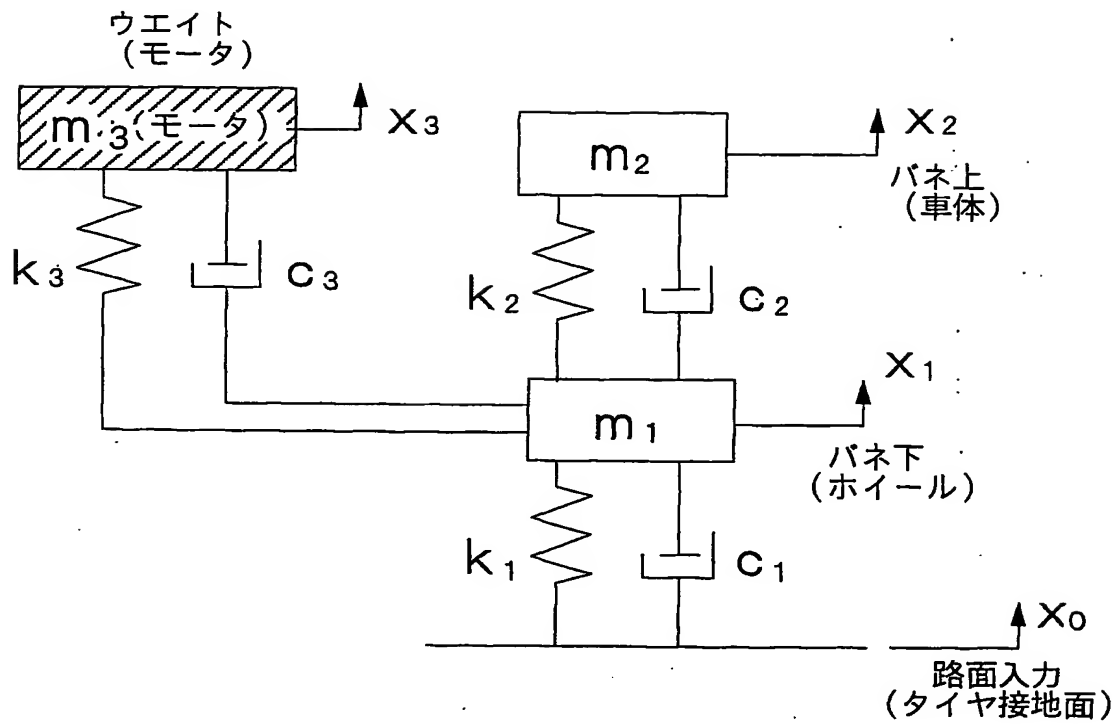 ウエイト
(モータ)
m3(モータ)
x3
k3
c3
m2
x2
バネ上
(車体)
k2
c2
m1
x1
バネ下
(ホイール)
k1
c1
x0
路面入力
(タイヤ接地面)